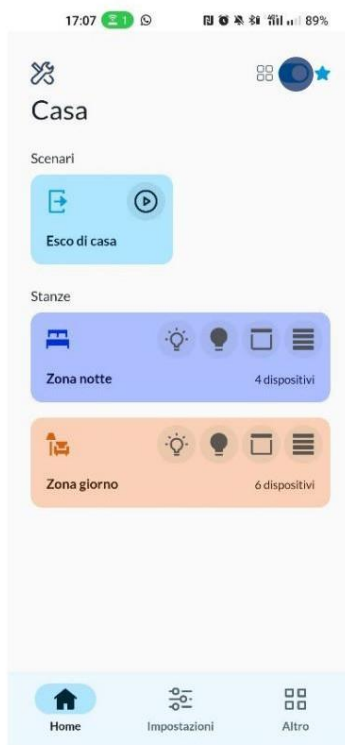 17:07 1 89%
Casa
Scenari
Esco di casa
Stanze
Zona notte 4 dispositivi
Zona giorno 6 dispositivi
Home Impostazioni Altro